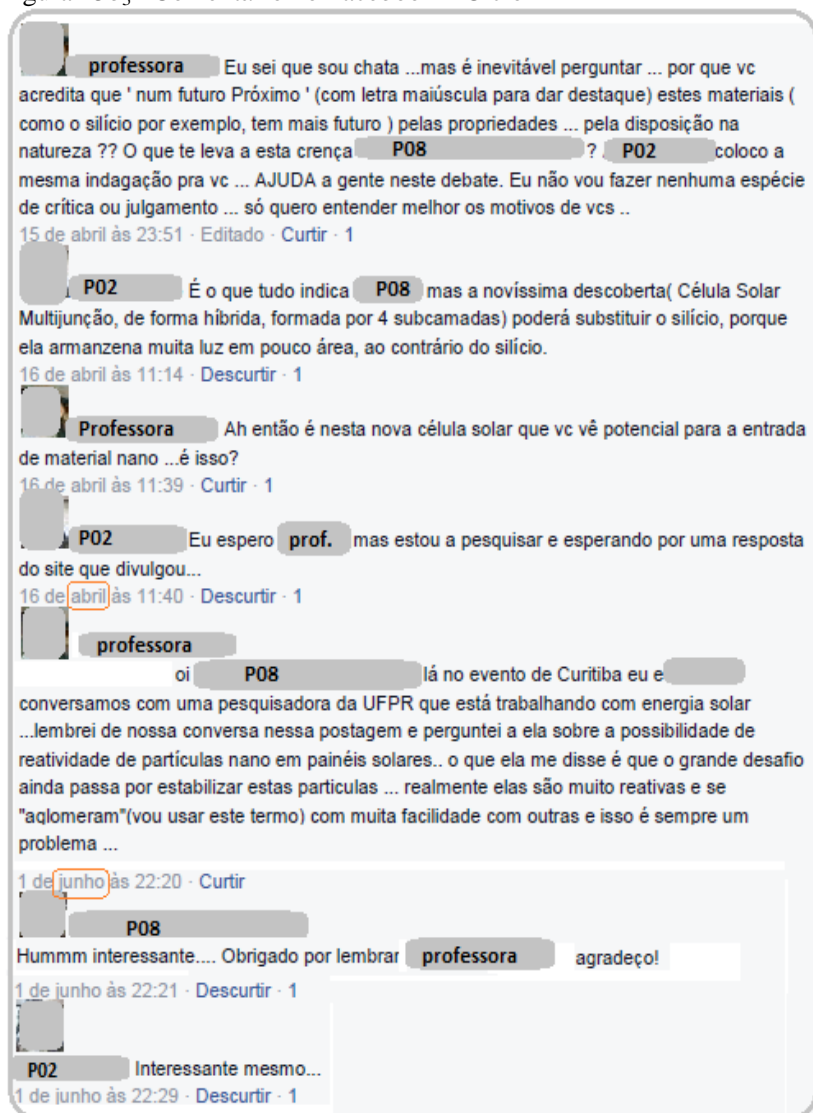 professora Eu sei que sou chata ...mas é inevitável perguntar ... por que vc
acredita que ' num futuro Próximo ' (com letra maiúscula para dar destaque) estes materiais (
como o silício por exemplo, tem mais futuro ) pelas propriedades ... pela disposição na
natureza ?? O que te leva a esta crença P08 ? , P02 coloco a
mesma indagação pra vc ... AJUDA a gente neste debate. Eu não vou fazer nenhuma espécie
de crítica ou julgamento ... só quero entender melhor os motivos de vcs ..
15 de abril às 23:51 · Editado · Curtir · 1
P02 É o que tudo indica P08 mas a novíssima descoberta( Célula Solar
Multijunção, de forma híbrida, formada por 4 subcamadas) poderá substituir o silício, porque
ela armanzena muita luz em pouco área, ao contrário do silício.
16 de abril às 11:14 · Descurtir · 1
Professora Ah então é nesta nova célula solar que vc vê potencial para a entrada
de material nano ...é isso?
16 de abril às 11:39 · Curtir · 1
P02 Eu espero prof. mas estou a pesquisar e esperando por uma resposta
do site que divulgou...
16 de abril às 11:40 · Descurtir · 1
professora
oi P08 lá no evento de Curitiba eu e
conversamos com uma pesquisadora da UFPR que está trabalhando com energia solar
...lembrei de nossa conversa nessa postagem e perguntei a ela sobre a possibilidade de
reatividade de partículas nano em painéis solares.. o que ela me disse é que o grande desafio
ainda passa por estabilizar estas particulas ... realmente elas são muito reativas e se
"aglomeram"(vou usar este termo) com muita facilidade com outras e isso é sempre um
problema ...
1 de junho às 22:20 · Curtir
P08
Hummm interessante.... Obrigado por lembrar professora agradeço!
1 de junho às 22:21 · Descurtir · 1
P02 Interessante mesmo...
1 de junho às 22:29 · Descurtir · 1